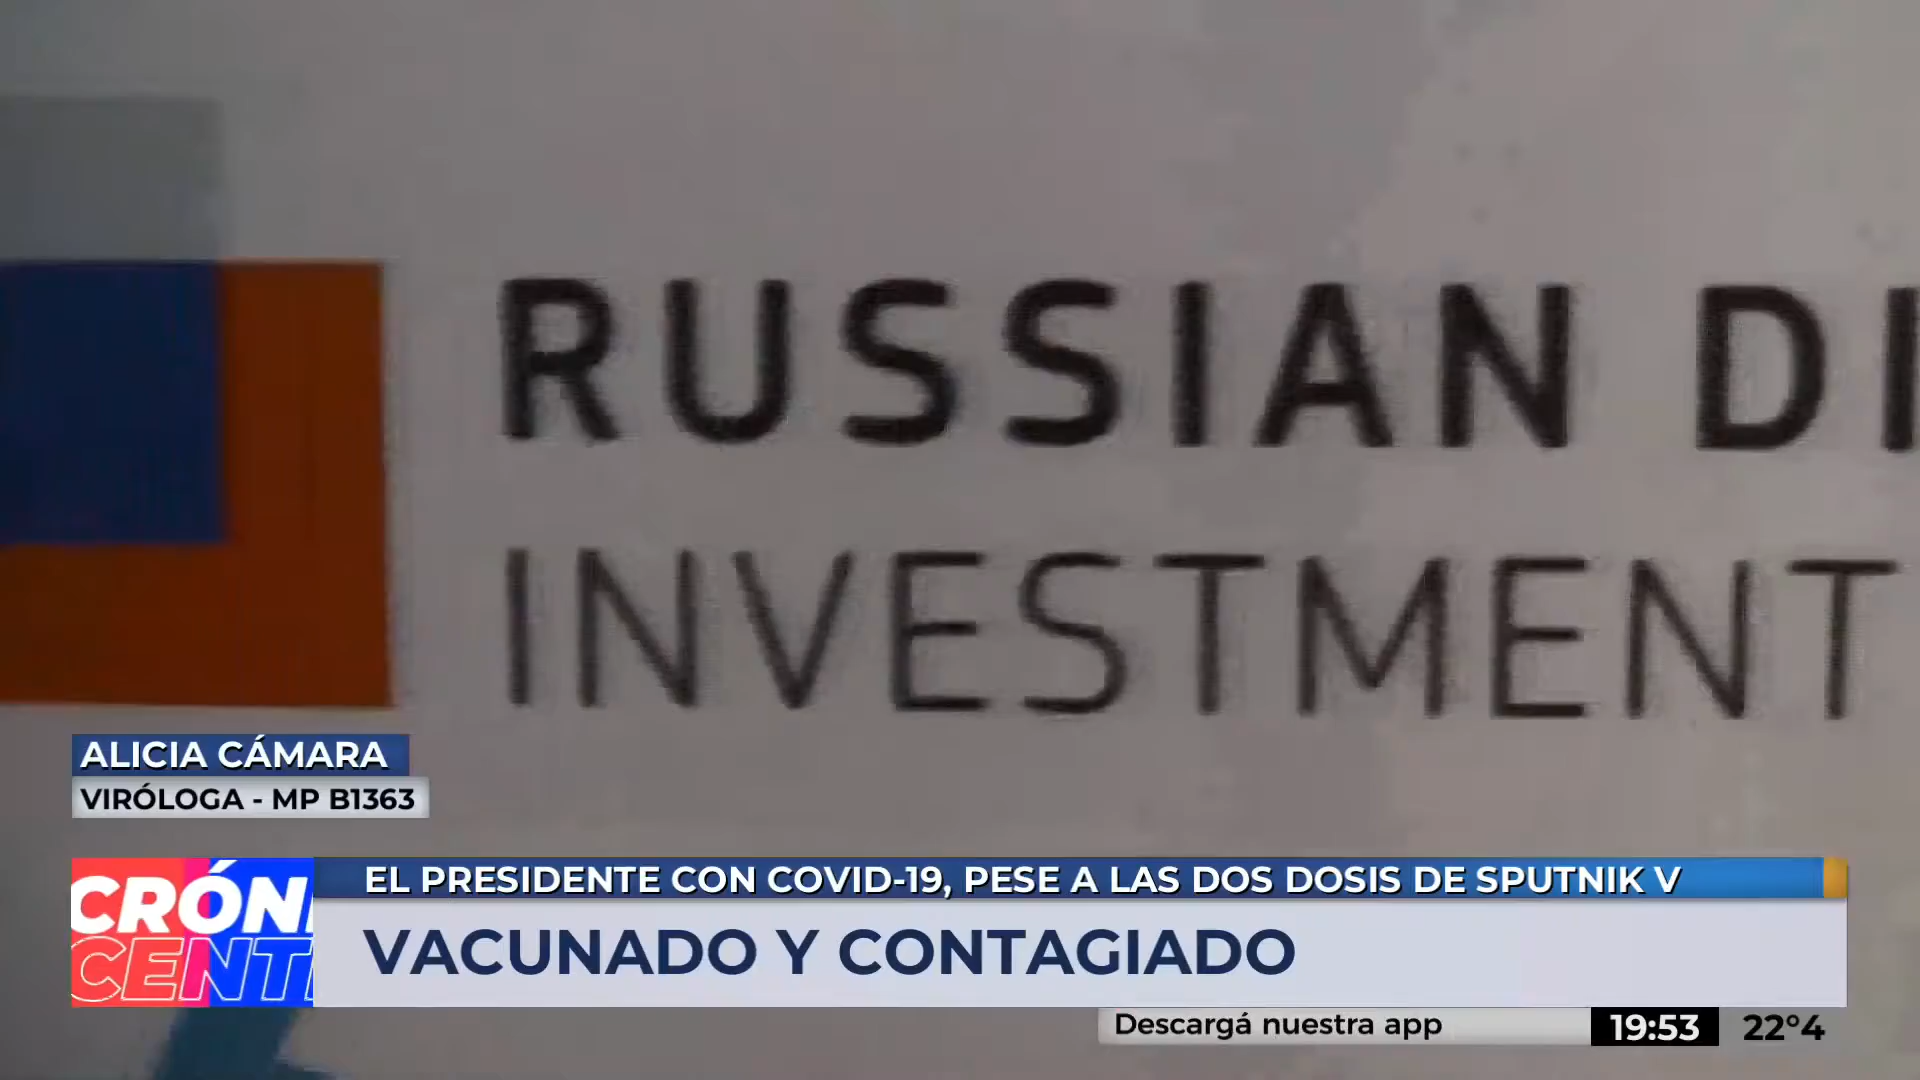 RUSSIAN DI
INVESTMENT
ALICIA CÁMARA
VIRÓLOGA - MP B1363
CRÓNI
CENT
EL PRESIDENTE CON COVID-19, PESE A LAS DOS DOSIS DE SPUTNIK V
VACUNADO Y CONTAGIADO
Descargá nuestra app
19:53
22°4